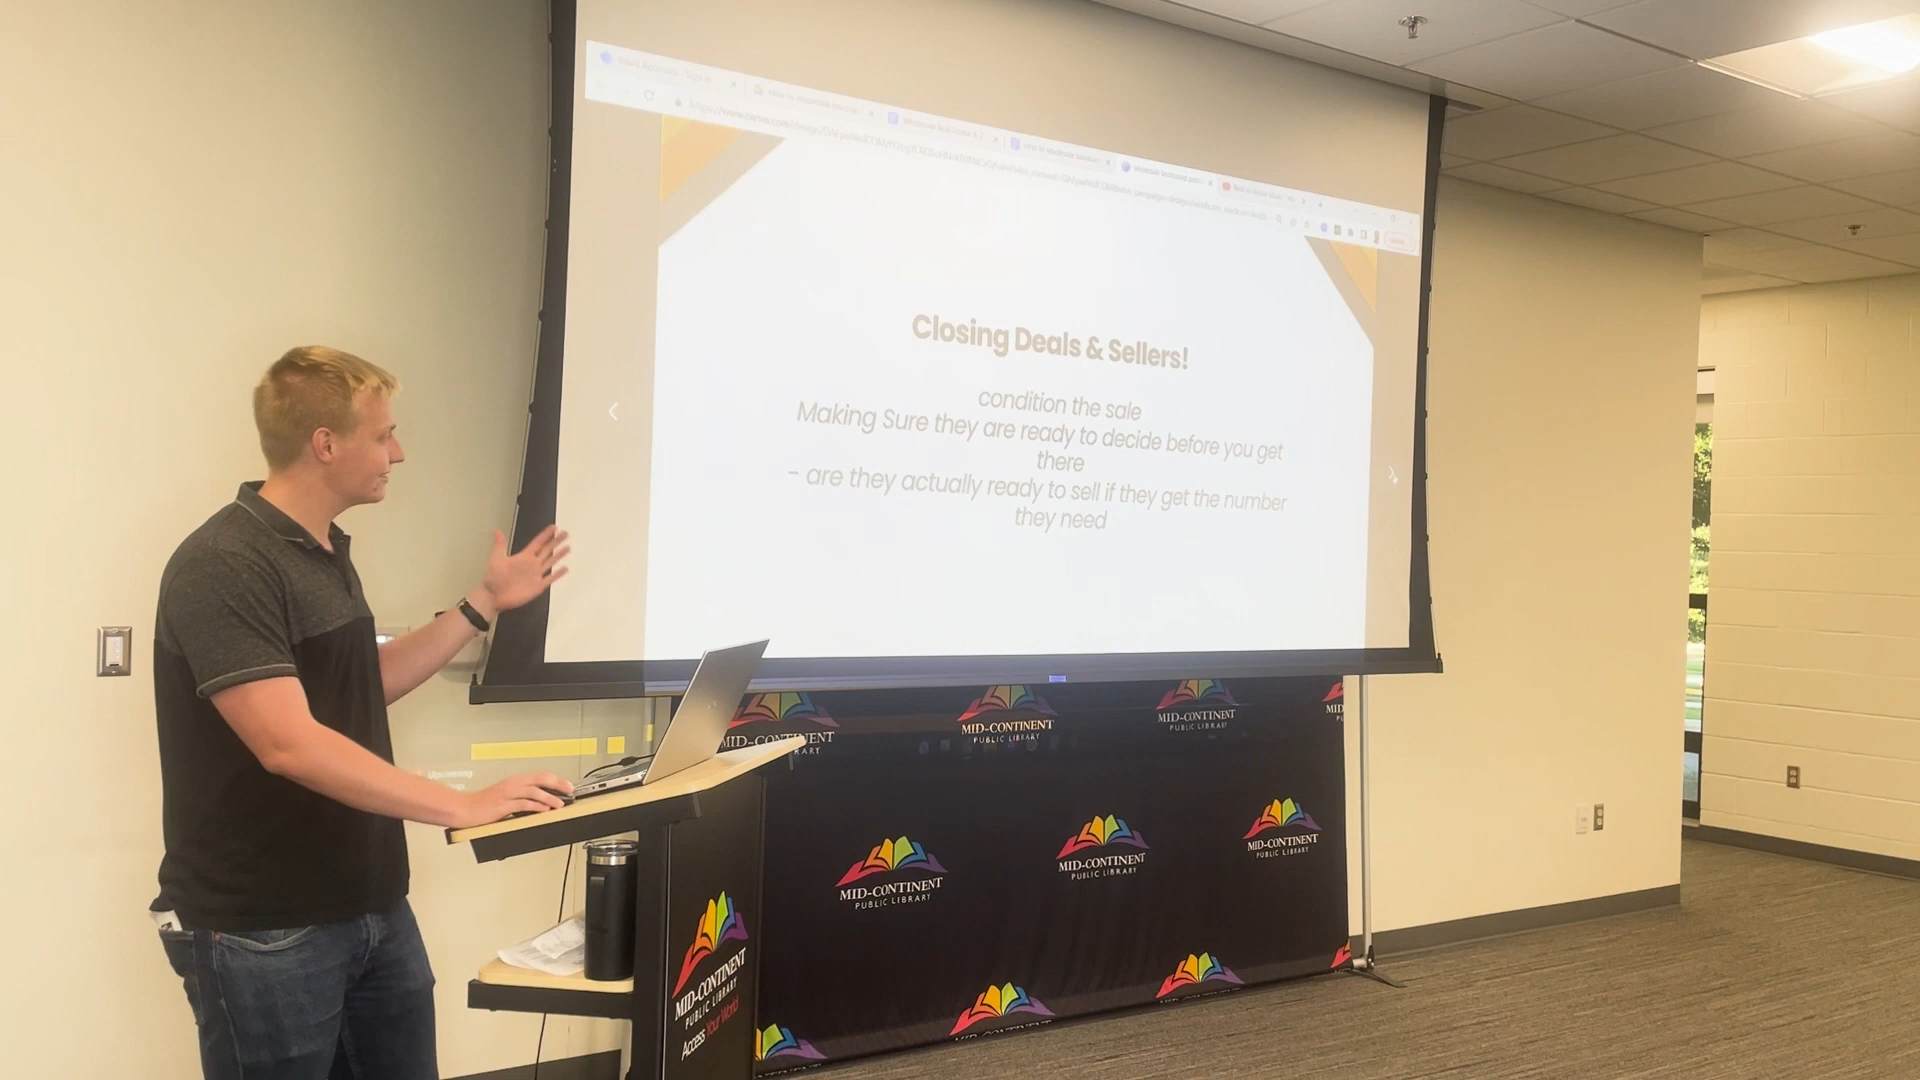 Closing Deals & Sellers!
condition the sale
Making Sure they are ready to decide before you get
there
- are they actually ready to sell if they get the number
they need
MID-CONTINENT
RARY
MID-CONTINENT
PUBLIC LIBRARY
MID-CONTINENT
PUBLIC LIBRARY
MID
Upcoming
MID-CONTINENT
PUBLIC LIBRARY
MID-CONTINENT
PUBLIC LIBRARY
MID-CONTINENT
PUBLIC LIBRARY
MID-CONTINENT
PUBLIC LIBRARY
Access Your World